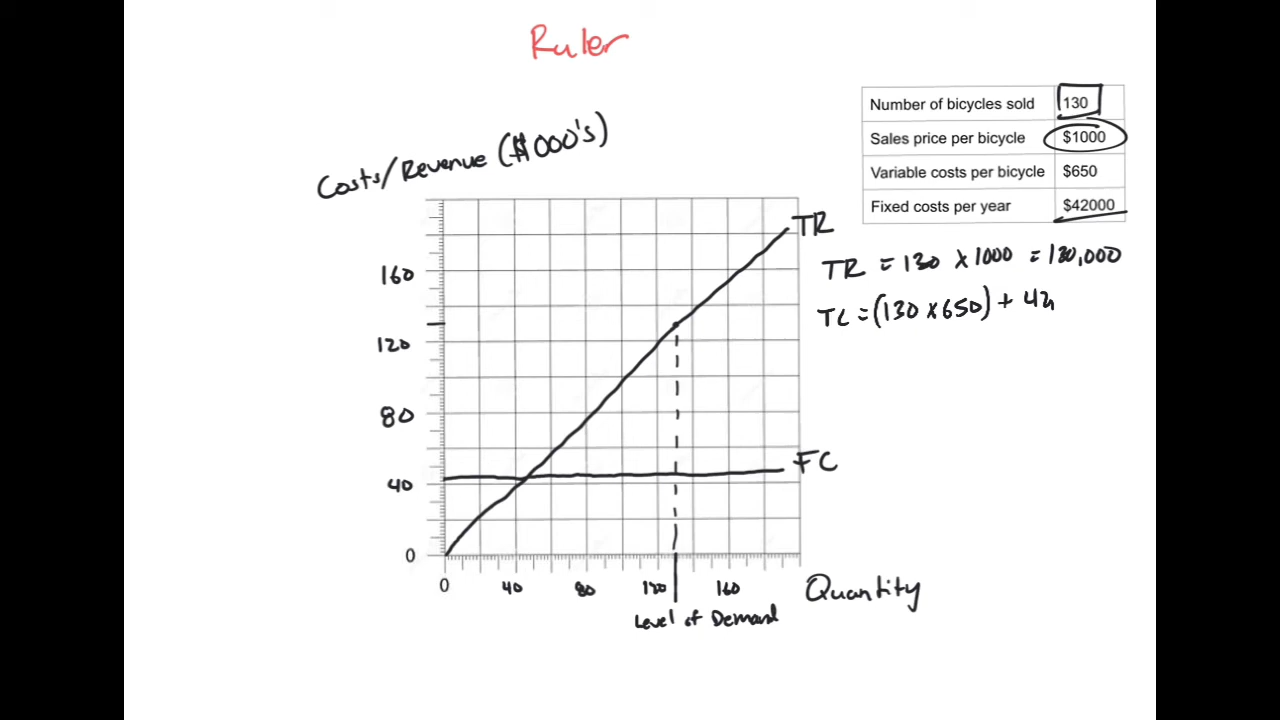 Ruler
Number of bicycles sold 130
Sales price per bicycle $1000
Variable costs per bicycle $650
Fixed costs per year $42000
Costs/Revenue ($000's)
TR
TR = 130 x 1000 = 130,000
TC = (130 x 650) + 42
160
120
80
FC
40
0
0 40 80 120 160 Quantity
Level of Demand